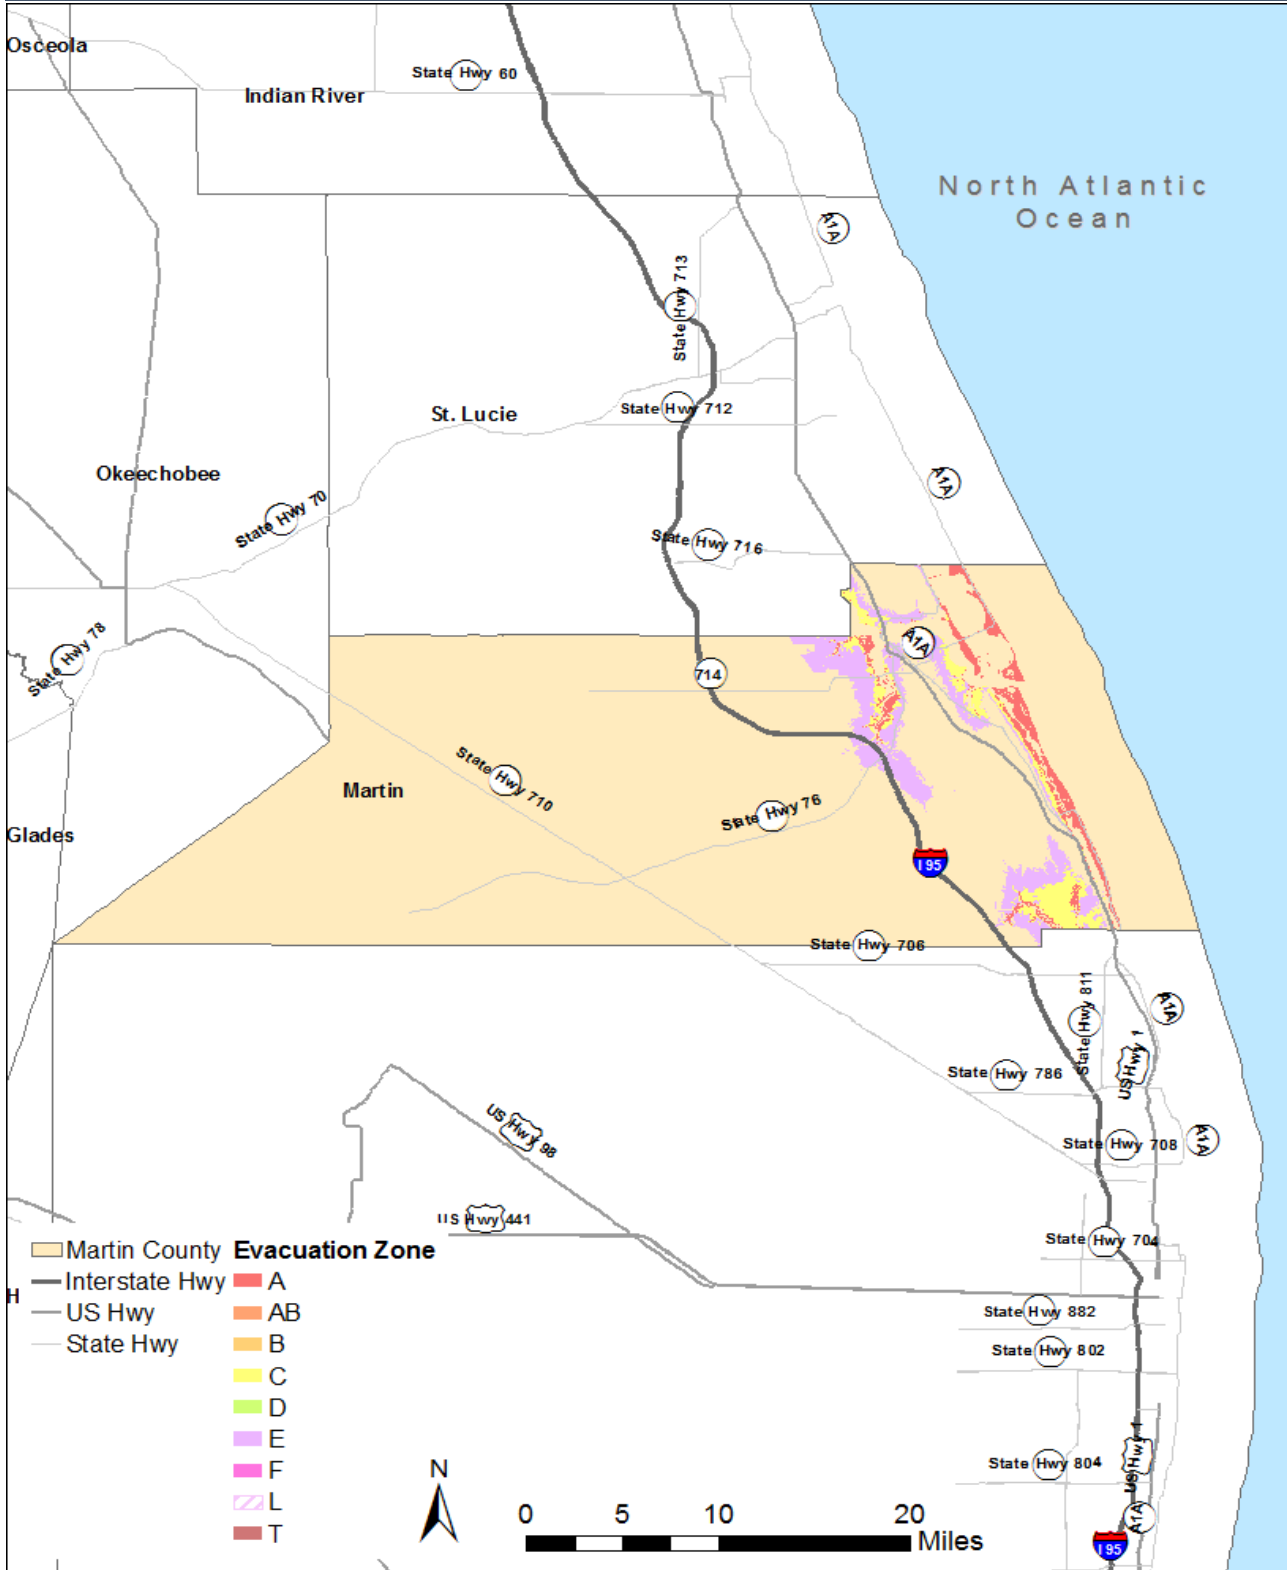 Osceola
State Hwy 60
Indian River
North Atlantic
Ocean
A1A
State Hwy 713
State Hwy 712
St. Lucie
Okeechobee
A1A
State Hwy 70
State Hwy 716
A1A
State Hwy 78
714
State Hwy 710
Martin
State Hwy 76
Glades
I 95
State Hwy 706
State Hwy 811
A1A
US Hwy 1
State Hwy 786
US Hwy 98
State Hwy 708
A1A
US Hwy 441
State Hwy 704
Martin County
Evacuation Zone
Interstate Hwy
A
H
US Hwy
AB
State Hwy
B
C
D
E
F
L
T
State Hwy 882
State Hwy 802
US Hwy 1
State Hwy 804
N
0 5 10 20
Miles
A1A
I 95